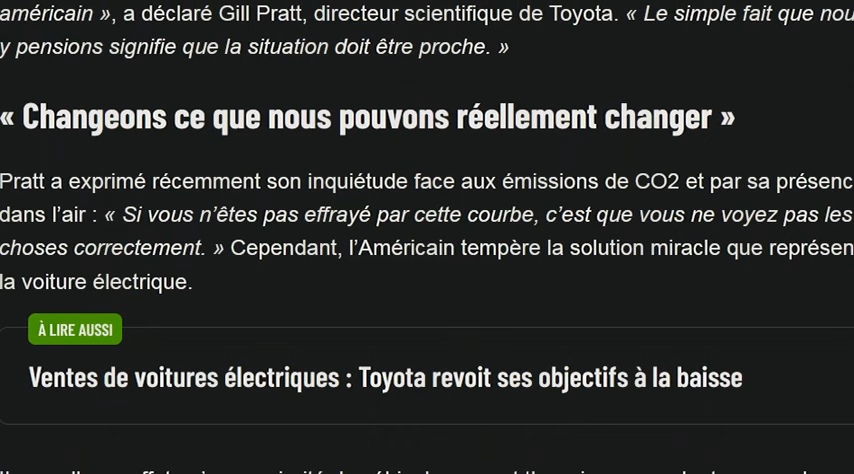 américain », a déclaré Gill Pratt, directeur scientifique de Toyota. « Le simple fait que
y pensions signifie que la situation doit être proche. »
« Changeons ce que nous pouvons réellement changer »
Pratt a exprimé récemment son inquiétude face aux émissions de CO2 et par sa
dans l’air : « Si vous n’êtes pas effrayé par cette courbe, c’est que vous ne voyez pas les
choses correctement. » Cependant, l’Américain tempère la solution miracle que
la voiture électrique.
À LIRE AUSSI
Ventes de voitures électriques : Toyota revoit ses objectifs à la baisse